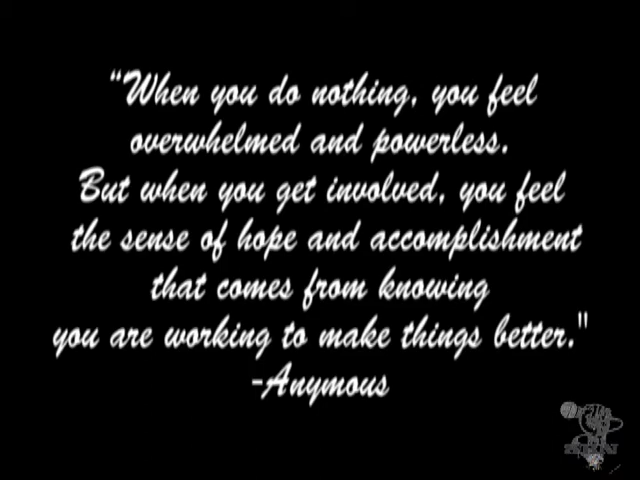 “When you do nothing, you feel
overwhelmed and powerless.
But when you get involved, you feel
the sense of hope and accomplishment
that comes from knowing
you are working to make things better."
-Anymous